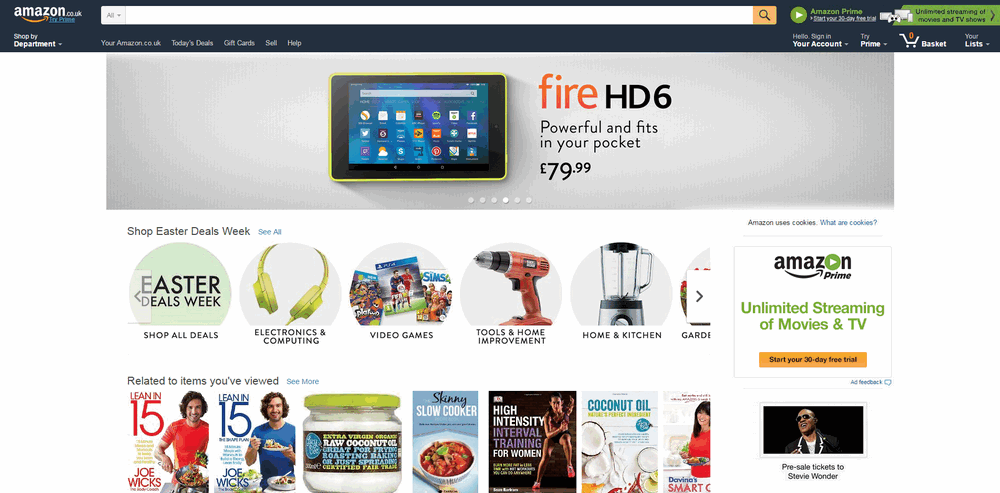 amazon.co.uk
Try Prime
All
Amazon Prime
Start your 30-day free trial
Unlimited streaming of
movies and TV shows
Shop by
Department
Your Amazon.co.uk
Today's Deals
Gift Cards
Sell
Help
Hello. Sign in
Your Account
Try
Prime
0
Basket
Your
Lists
fire HD6
Powerful and fits
in your pocket
£79.99
Amazon uses cookies. What are cookies?
Shop Easter Deals Week
See All
EASTER
DEALS WEEK
SHOP ALL DEALS
ELECTRONICS &
COMPUTING
VIDEO GAMES
TOOLS & HOME
IMPROVEMENT
HOME & KITCHEN
GARDE
amazon
Prime
Unlimited Streaming
of Movies & TV
Start your 30-day free trial
Ad feedback
Related to items you've viewed
See More
LEAN IN
15
JOE
WICKS
LEAN IN
15
THE SHAPE PLAN
JOE
WICKS
EXTRA VIRGIN ORGANIC
RAW COCONUT OIL
GREAT FOR FRYING
ROASTING BAKING
OR JUST SPREADING
CERTIFIED FAIR TRADE
Skinny
SLOW COOKER
HIGH
INTENSITY
INTERVAL
TRAINING
FOR WOMEN
COCONUT OIL
NATURE'S PERFECT INGREDIENT
Davina's
SMART C
Pre-sale tickets to
Stevie Wonder